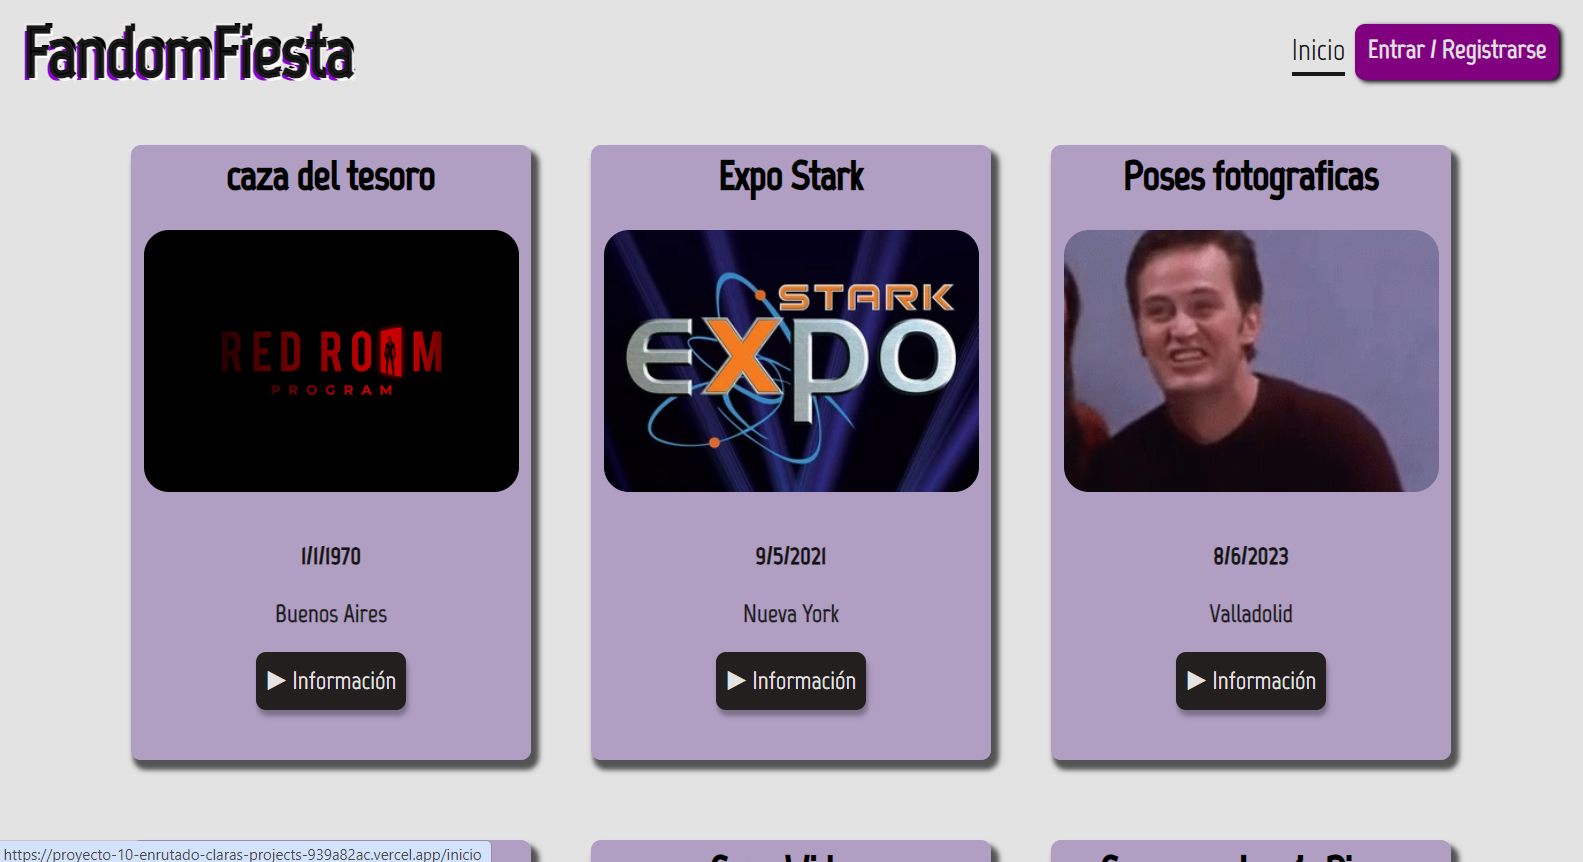 FandomFiesta
Inicio
Entrar / Registrarse
caza del tesoro
Expo Stark
Poses fotograficas
RED ROOM
PROGRAM
STARK
EXPO
1/1/1970
9/5/2021
8/6/2023
Buenos Aires
Nueva York
Valladolid
▶ Información
▶ Información
▶ Información
https://proyecto-10-enrutado-claras-projects-939a82ac.vercel.app/inicio